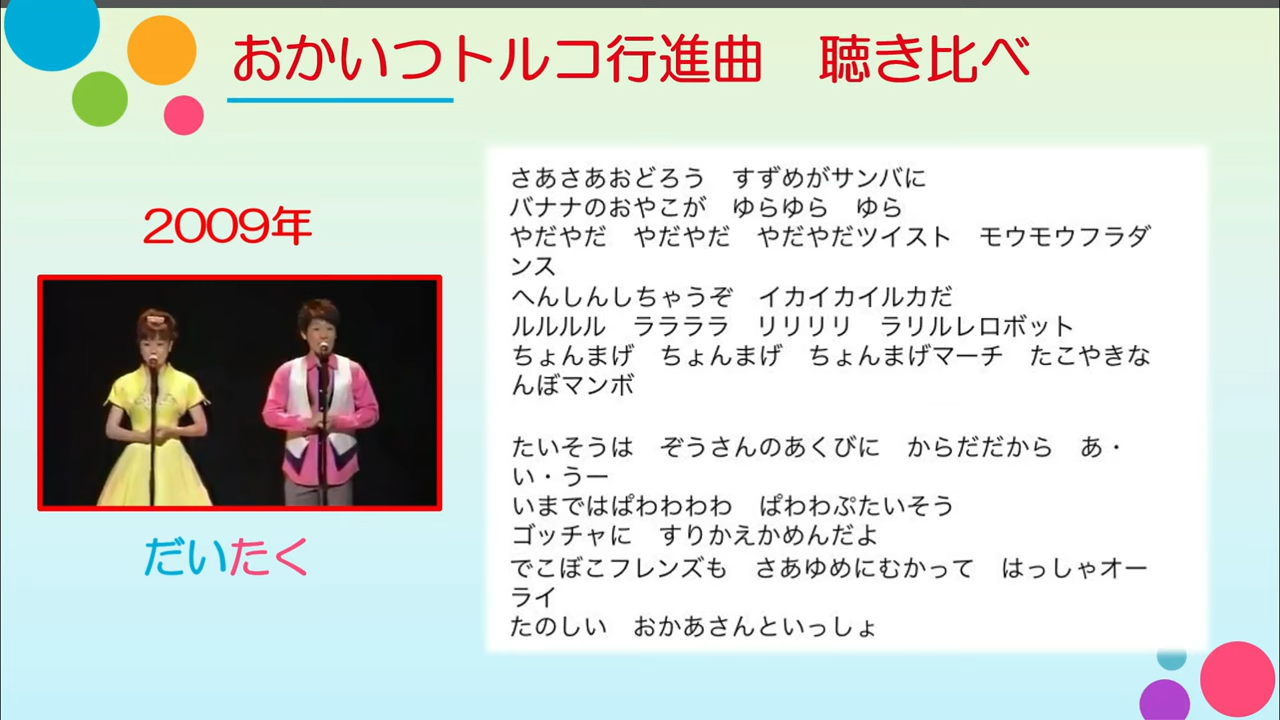 おかいつトルコ行進曲　聴き比べ
2009年
だいたく
さあさあおどろう　すずめがサンバに
バナナのおやこが　ゆらゆら　ゆら
やだやだ　やだやだ　やだやだツイスト　モウモウフラダ
ンス
へんしんしちゃうぞ　イカイカイルカだ
ルルルル　ララララ　リリリリ　ラリルレロボット
ちょんまげ　ちょんまげ　ちょんまげマーチ　たこやきな
んぼマンボ
たいそうは　ぞうさんのあくびに　からだだから　あ・
い・うー
いまではぱわわわわ　ぱわわぷたいそう
ゴッチャに　すりかえかめんだよ
でこぼこフレンズも　さあゆめにむかって　はっしゃオー
ライ
たのしい　おかあさんといっしょ